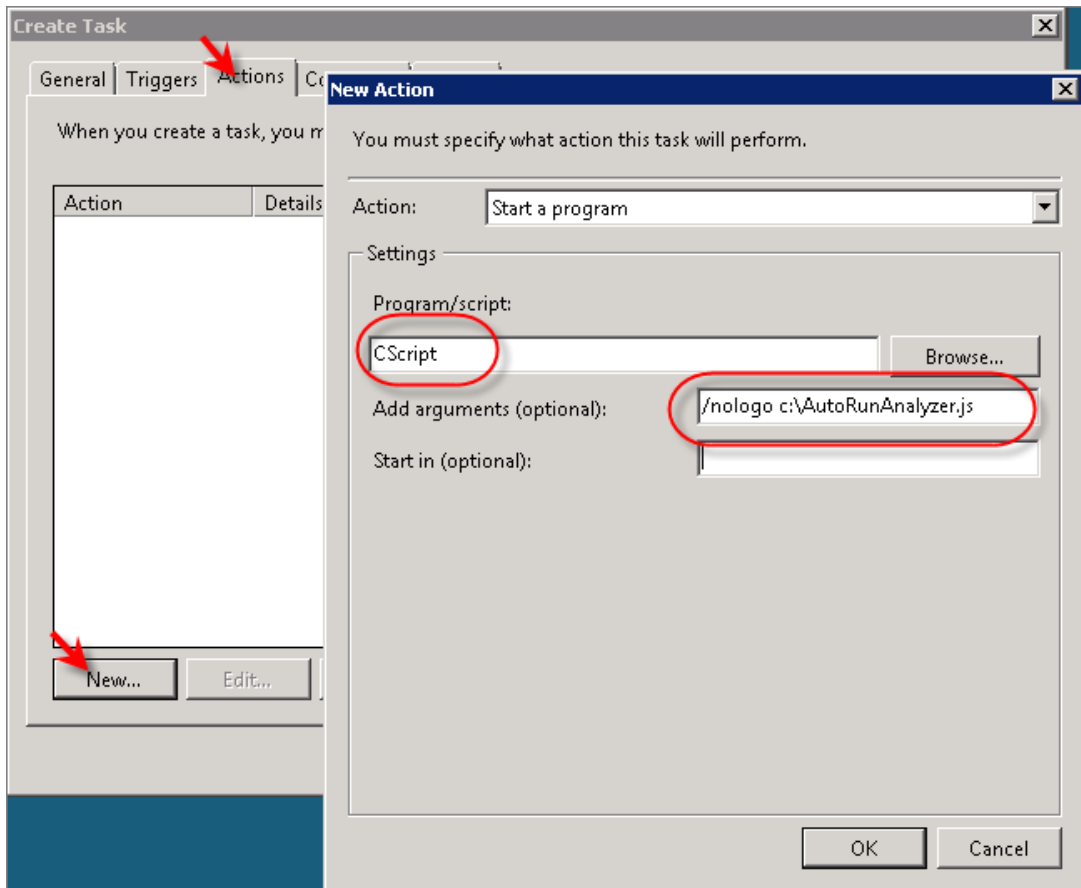 Create Task
General Triggers Actions Co
When you create a task, you m
Action Details
New... Edit...
New Action
You must specify what action this task will perform.
Action: Start a program
Settings
Program/script:
CScript Browse...
Add arguments (optional): /nologo c:\AutoRunAnalyzer.js
Start in (optional):
OK Cancel